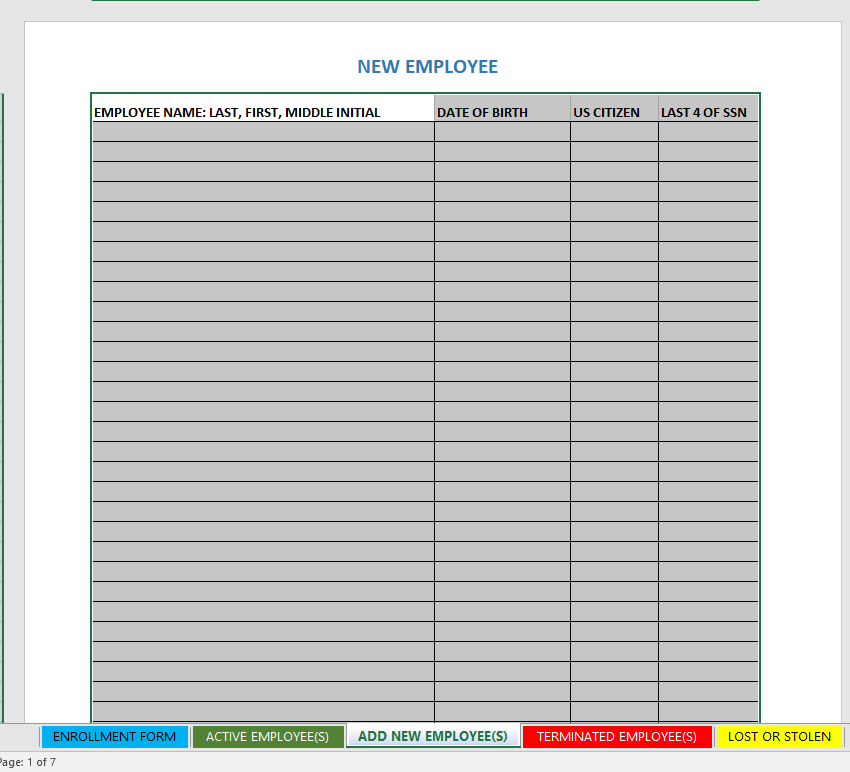 NEW EMPLOYEE
EMPLOYEE NAME: LAST, FIRST, MIDDLE INITIAL DATE OF BIRTH US CITIZEN LAST 4 OF SSN
ENROLLMENT FORM ACTIVE EMPLOYEE(S) ADD NEW EMPLOYEE(S) TERMINATED EMPLOYEE(S) LOST OR STOLEN
Page: 1 of 7